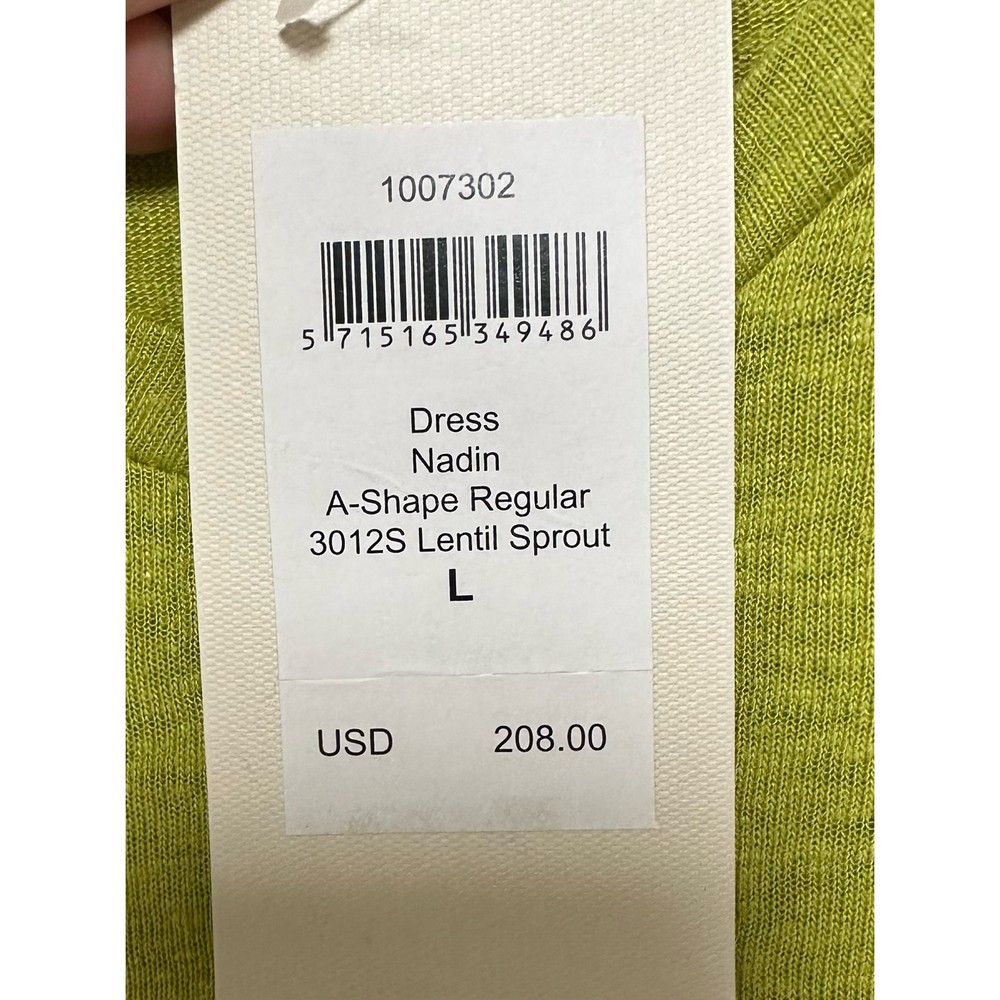 1007302
5 715165 349486
Dress
Nadin
A-Shape Regular
3012S Lentil Sprout
L
USD 208.00